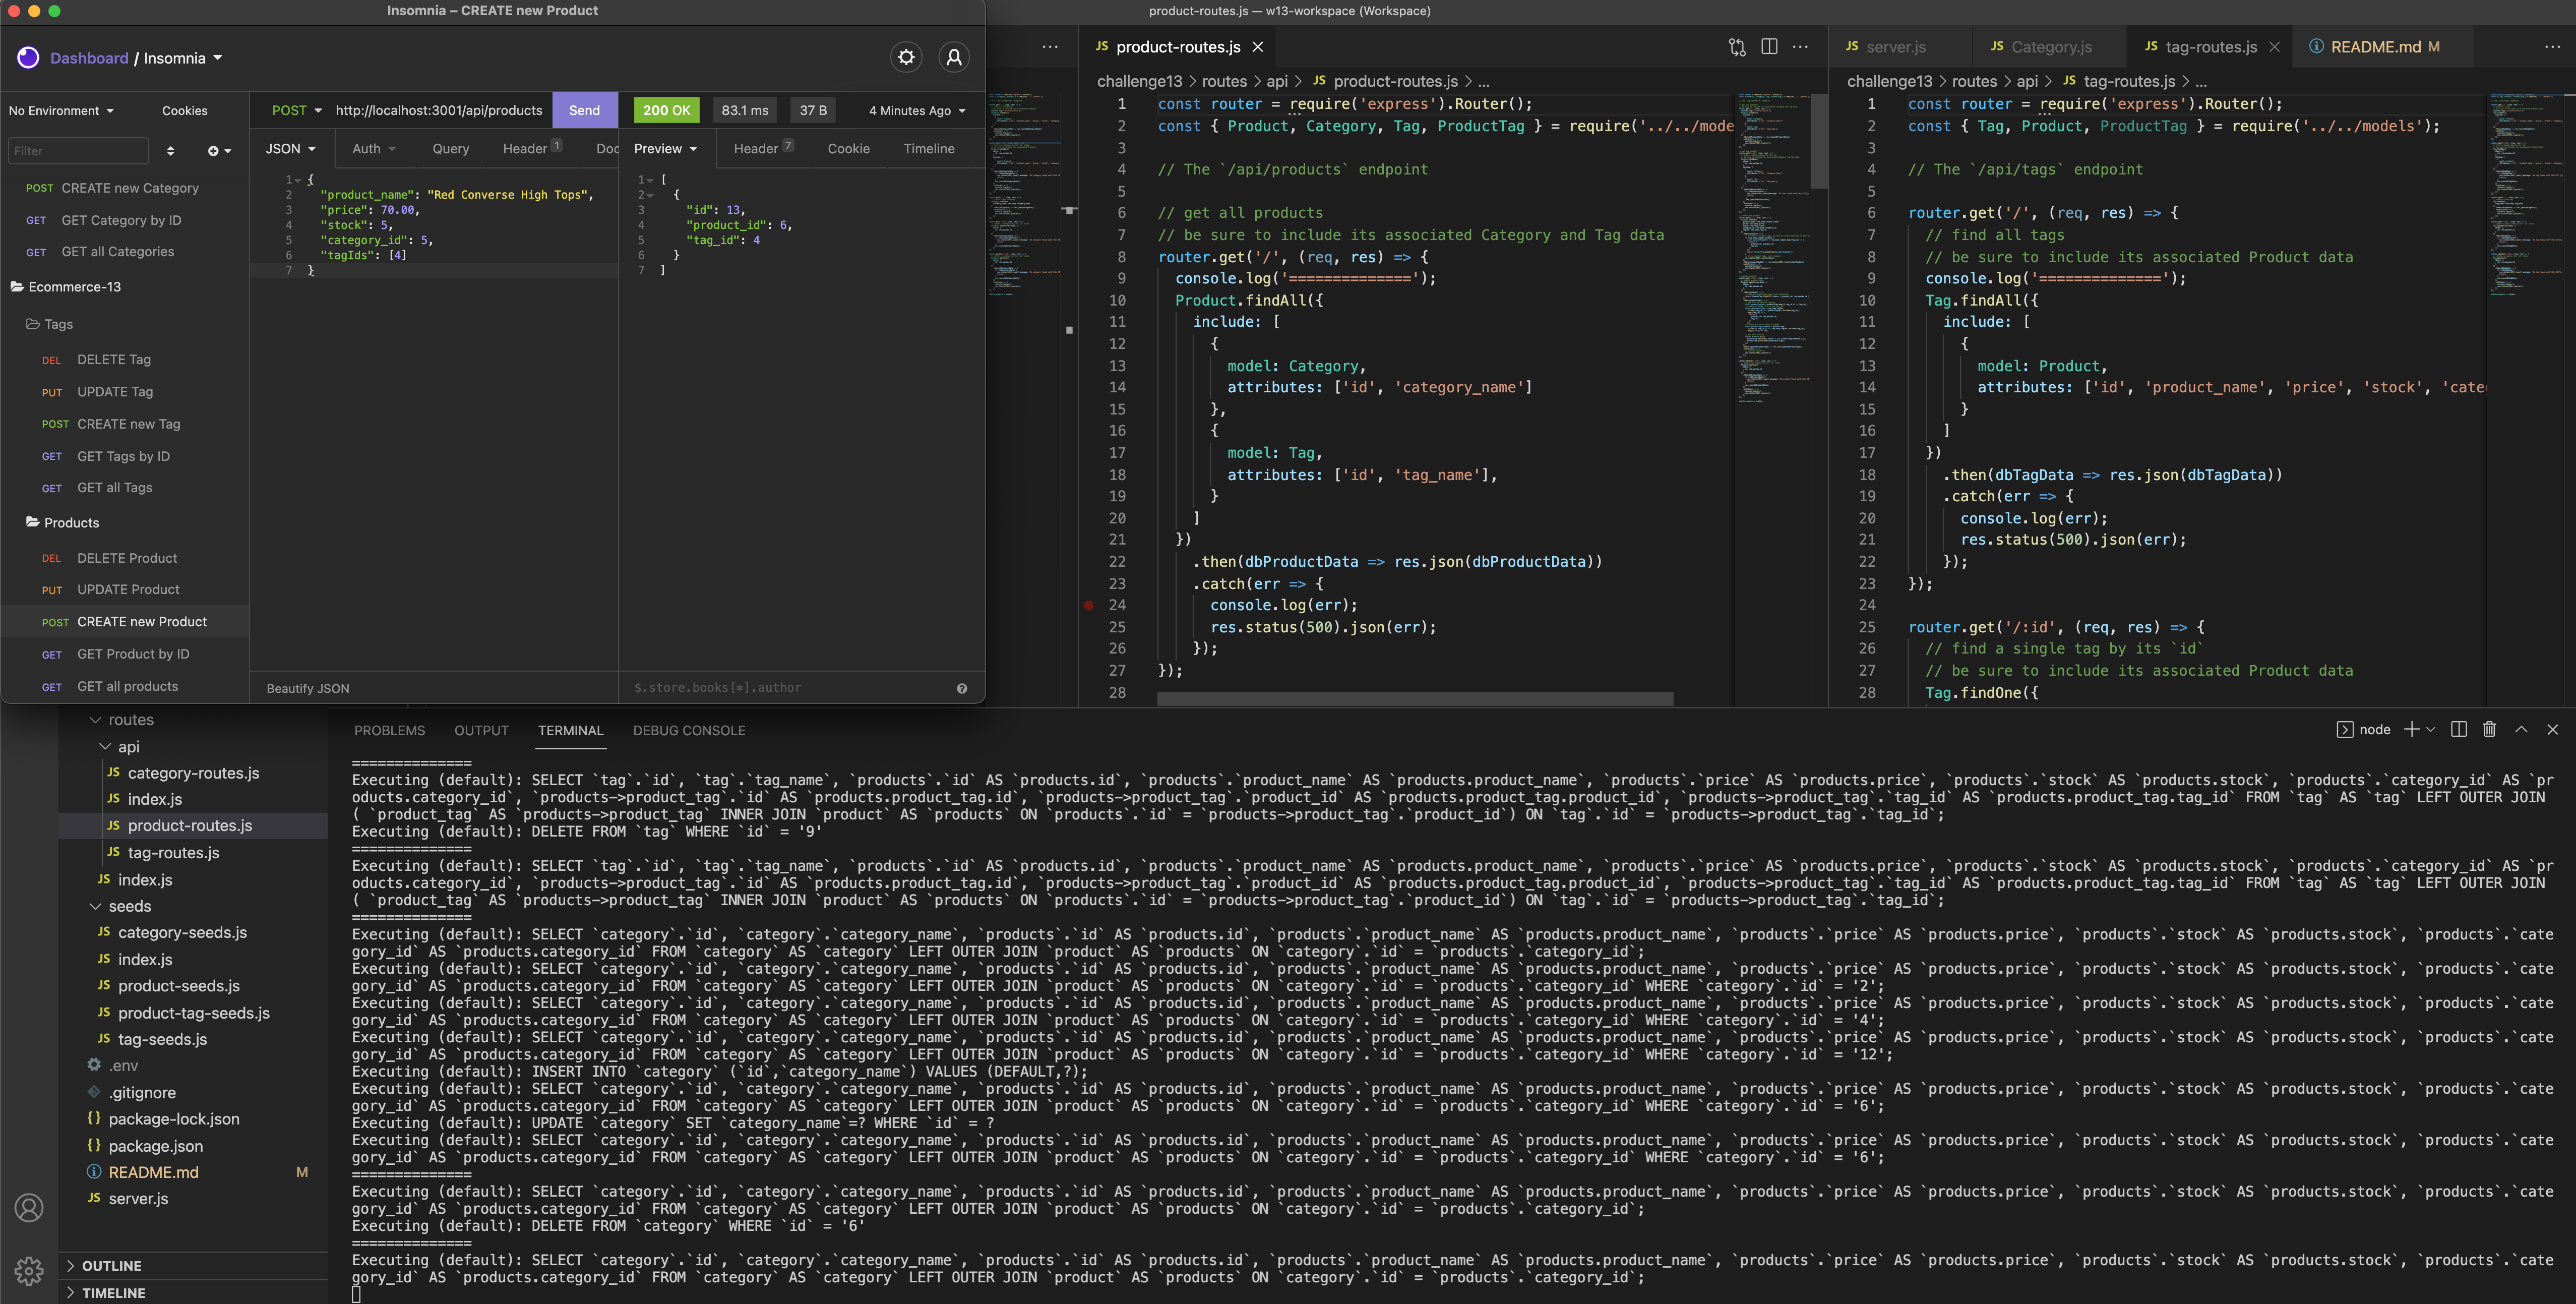 Insomnia – CREATE new Product
Dashboard / Insomnia
No Environment
Cookies
Filter
POST CREATE new Category
GET GET Category by ID
GET GET all Categories
Ecommerce-13
Tags
DEL DELETE Tag
PUT UPDATE Tag
POST CREATE new Tag
GET GET Tags by ID
GET GET all Tags
Products
DEL DELETE Product
PUT UPDATE Product
POST CREATE new Product
GET GET Product by ID
GET GET all products
POST http://localhost:3001/api/products Send
JSON Auth Query Header 1 Doc
1 {
2 "product_name": "Red Converse High Tops",
3 "price": 70.00,
4 "stock": 5,
5 "category_id": 5,
6 "tagIds": [4]
7 }
Beautify JSON
200 OK 83.1 ms 37 B 4 Minutes Ago
Preview Header 7 Cookie Timeline
1 [
2 {
3 "id": 13,
4 "product_id": 6,
5 "tag_id": 4
6 }
7 ]
$.store.books[*].author
product-routes.js — w13-workspace (Workspace)
JS product-routes.js
challenge13 > routes > api > JS product-routes.js > ...
1 const router = require('express').Router();
2 const { Product, Category, Tag, ProductTag } = require('../../mode
3
4 // The `/api/products` endpoint
5
6 // get all products
7 // be sure to include its associated Category and Tag data
8 router.get('/', (req, res) => {
9 console.log('==============');
10 Product.findAll({
11 include: [
12 {
13 model: Category,
14 attributes: ['id', 'category_name']
15 },
16 {
17 model: Tag,
18 attributes: ['id', 'tag_name'],
19 }
20 ]
21 })
22 .then(dbProductData => res.json(dbProductData))
23 .catch(err => {
24 console.log(err);
25 res.status(500).json(err);
26 });
27 });
28
JS server.js JS Category.js JS tag-routes.js README.md M
challenge13 > routes > api > JS tag-routes.js > ...
1 const router = require('express').Router();
2 const { Tag, Product, ProductTag } = require('../../models');
3
4 // The `/api/tags` endpoint
5
6 router.get('/', (req, res) => {
7 // find all tags
8 // be sure to include its associated Product data
9 console.log('==============');
10 Tag.findAll({
11 include: [
12 {
13 model: Product,
14 attributes: ['id', 'product_name', 'price', 'stock', 'cate
15 }
16 ]
17 })
18 .then(dbTagData => res.json(dbTagData))
19 .catch(err => {
20 console.log(err);
21 res.status(500).json(err);
22 });
23 });
24
25 router.get('/:id', (req, res) => {
26 // find a single tag by its `id`
27 // be sure to include its associated Product data
28 Tag.findOne({
routes
api
JS category-routes.js
JS index.js
JS product-routes.js
JS tag-routes.js
JS index.js
seeds
JS category-seeds.js
JS index.js
JS product-seeds.js
JS product-tag-seeds.js
JS tag-seeds.js
.env
.gitignore
{} package-lock.json
{} package.json
README.md M
JS server.js
OUTLINE
TIMELINE
PROBLEMS OUTPUT TERMINAL DEBUG CONSOLE
node
==============
Executing (default): SELECT `tag`.`id`, `tag`.`tag_name`, `products`.`id` AS `products.id`, `products`.`product_name` AS `products.product_name`, `products`.`price` AS `products.price`, `products`.`stock` AS `products.stock`, `products`.`category_id` AS `pr
oducts.category_id`, `products->product_tag`.`id` AS `products.product_tag.id`, `products->product_tag`.`product_id` AS `products.product_tag.product_id`, `products->product_tag`.`tag_id` AS `products.product_tag.tag_id` FROM `tag` AS `tag` LEFT OUTER JOIN
( `product_tag` AS `products->product_tag` INNER JOIN `product` AS `products` ON `products`.`id` = `products->product_tag`.`product_id`) ON `tag`.`id` = `products->product_tag`.`tag_id`;
Executing (default): DELETE FROM `tag` WHERE `id` = '9'
==============
Executing (default): SELECT `tag`.`id`, `tag`.`tag_name`, `products`.`id` AS `products.id`, `products`.`product_name` AS `products.product_name`, `products`.`price` AS `products.price`, `products`.`stock` AS `products.stock`, `products`.`category_id` AS `pr
oducts.category_id`, `products->product_tag`.`id` AS `products.product_tag.id`, `products->product_tag`.`product_id` AS `products.product_tag.product_id`, `products->product_tag`.`tag_id` AS `products.product_tag.tag_id` FROM `tag` AS `tag` LEFT OUTER JOIN
( `product_tag` AS `products->product_tag` INNER JOIN `product` AS `products` ON `products`.`id` = `products->product_tag`.`product_id`) ON `tag`.`id` = `products->product_tag`.`tag_id`;
==============
Executing (default): SELECT `category`.`id`, `category`.`category_name`, `products`.`id` AS `products.id`, `products`.`product_name` AS `products.product_name`, `products`.`price` AS `products.price`, `products`.`stock` AS `products.stock`, `products`.`cate
gory_id` AS `products.category_id` FROM `category` AS `category` LEFT OUTER JOIN `product` AS `products` ON `category`.`id` = `products`.`category_id`;
Executing (default): SELECT `category`.`id`, `category`.`category_name`, `products`.`id` AS `products.id`, `products`.`product_name` AS `products.product_name`, `products`.`price` AS `products.price`, `products`.`stock` AS `products.stock`, `products`.`cate
gory_id` AS `products.category_id` FROM `category` AS `category` LEFT OUTER JOIN `product` AS `products` ON `category`.`id` = `products`.`category_id` WHERE `category`.`id` = '2';
Executing (default): SELECT `category`.`id`, `category`.`category_name`, `products`.`id` AS `products.id`, `products`.`product_name` AS `products.product_name`, `products`.`price` AS `products.price`, `products`.`stock` AS `products.stock`, `products`.`cate
gory_id` AS `products.category_id` FROM `category` AS `category` LEFT OUTER JOIN `product` AS `products` ON `category`.`id` = `products`.`category_id` WHERE `category`.`id` = '4';
Executing (default): SELECT `category`.`id`, `category`.`category_name`, `products`.`id` AS `products.id`, `products`.`product_name` AS `products.product_name`, `products`.`price` AS `products.price`, `products`.`stock` AS `products.stock`, `products`.`cate
gory_id` AS `products.category_id` FROM `category` AS `category` LEFT OUTER JOIN `product` AS `products` ON `category`.`id` = `products`.`category_id` WHERE `category`.`id` = '12';
Executing (default): INSERT INTO `category` (`id`,`category_name`) VALUES (DEFAULT,?);
Executing (default): SELECT `category`.`id`, `category`.`category_name`, `products`.`id` AS `products.id`, `products`.`product_name` AS `products.product_name`, `products`.`price` AS `products.price`, `products`.`stock` AS `products.stock`, `products`.`cate
gory_id` AS `products.category_id` FROM `category` AS `category` LEFT OUTER JOIN `product` AS `products` ON `category`.`id` = `products`.`category_id` WHERE `category`.`id` = '6';
Executing (default): UPDATE `category` SET `category_name`=? WHERE `id` = ?
Executing (default): SELECT `category`.`id`, `category`.`category_name`, `products`.`id` AS `products.id`, `products`.`product_name` AS `products.product_name`, `products`.`price` AS `products.price`, `products`.`stock` AS `products.stock`, `products`.`cate
gory_id` AS `products.category_id` FROM `category` AS `category` LEFT OUTER JOIN `product` AS `products` ON `category`.`id` = `products`.`category_id` WHERE `category`.`id` = '6';
==============
Executing (default): SELECT `category`.`id`, `category`.`category_name`, `products`.`id` AS `products.id`, `products`.`product_name` AS `products.product_name`, `products`.`price` AS `products.price`, `products`.`stock` AS `products.stock`, `products`.`cate
gory_id` AS `products.category_id` FROM `category` AS `category` LEFT OUTER JOIN `product` AS `products` ON `category`.`id` = `products`.`category_id`;
Executing (default): DELETE FROM `category` WHERE `id` = '6'
==============
Executing (default): SELECT `category`.`id`, `category`.`category_name`, `products`.`id` AS `products.id`, `products`.`product_name` AS `products.product_name`, `products`.`price` AS `products.price`, `products`.`stock` AS `products.stock`, `products`.`cate
gory_id` AS `products.category_id` FROM `category` AS `category` LEFT OUTER JOIN `product` AS `products` ON `category`.`id` = `products`.`category_id`;